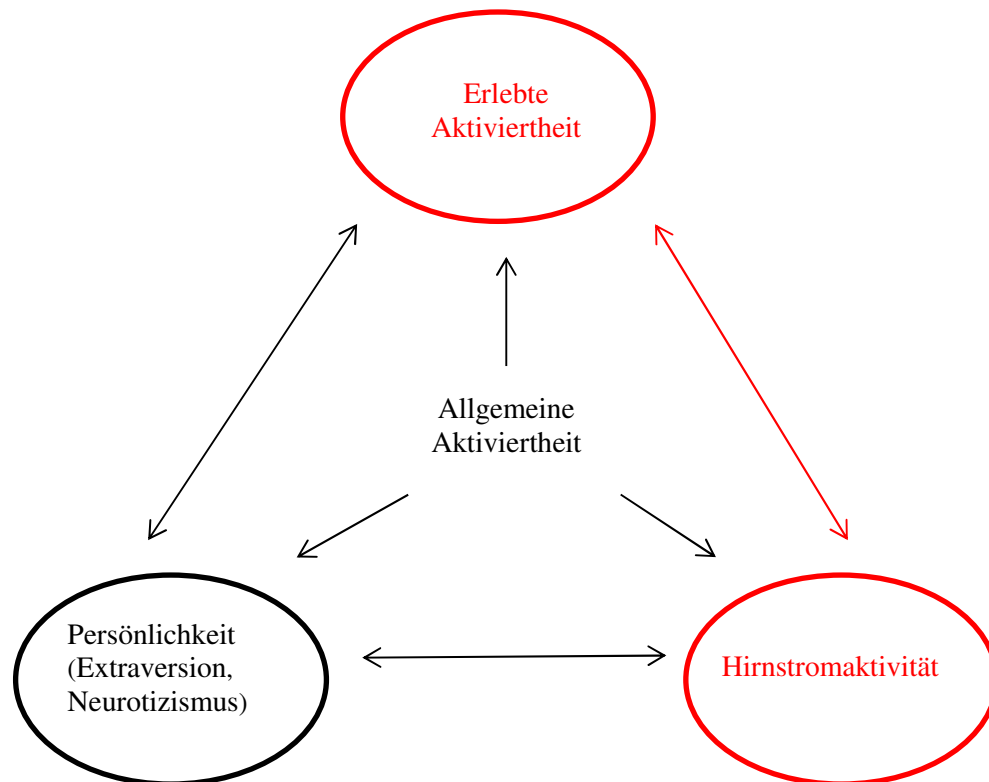 Erlebte
Aktiviertheit
Allgemeine
Aktiviertheit
Persönlichkeit
(Extraversion,
Neurotizismus)
Hirnstromaktivität